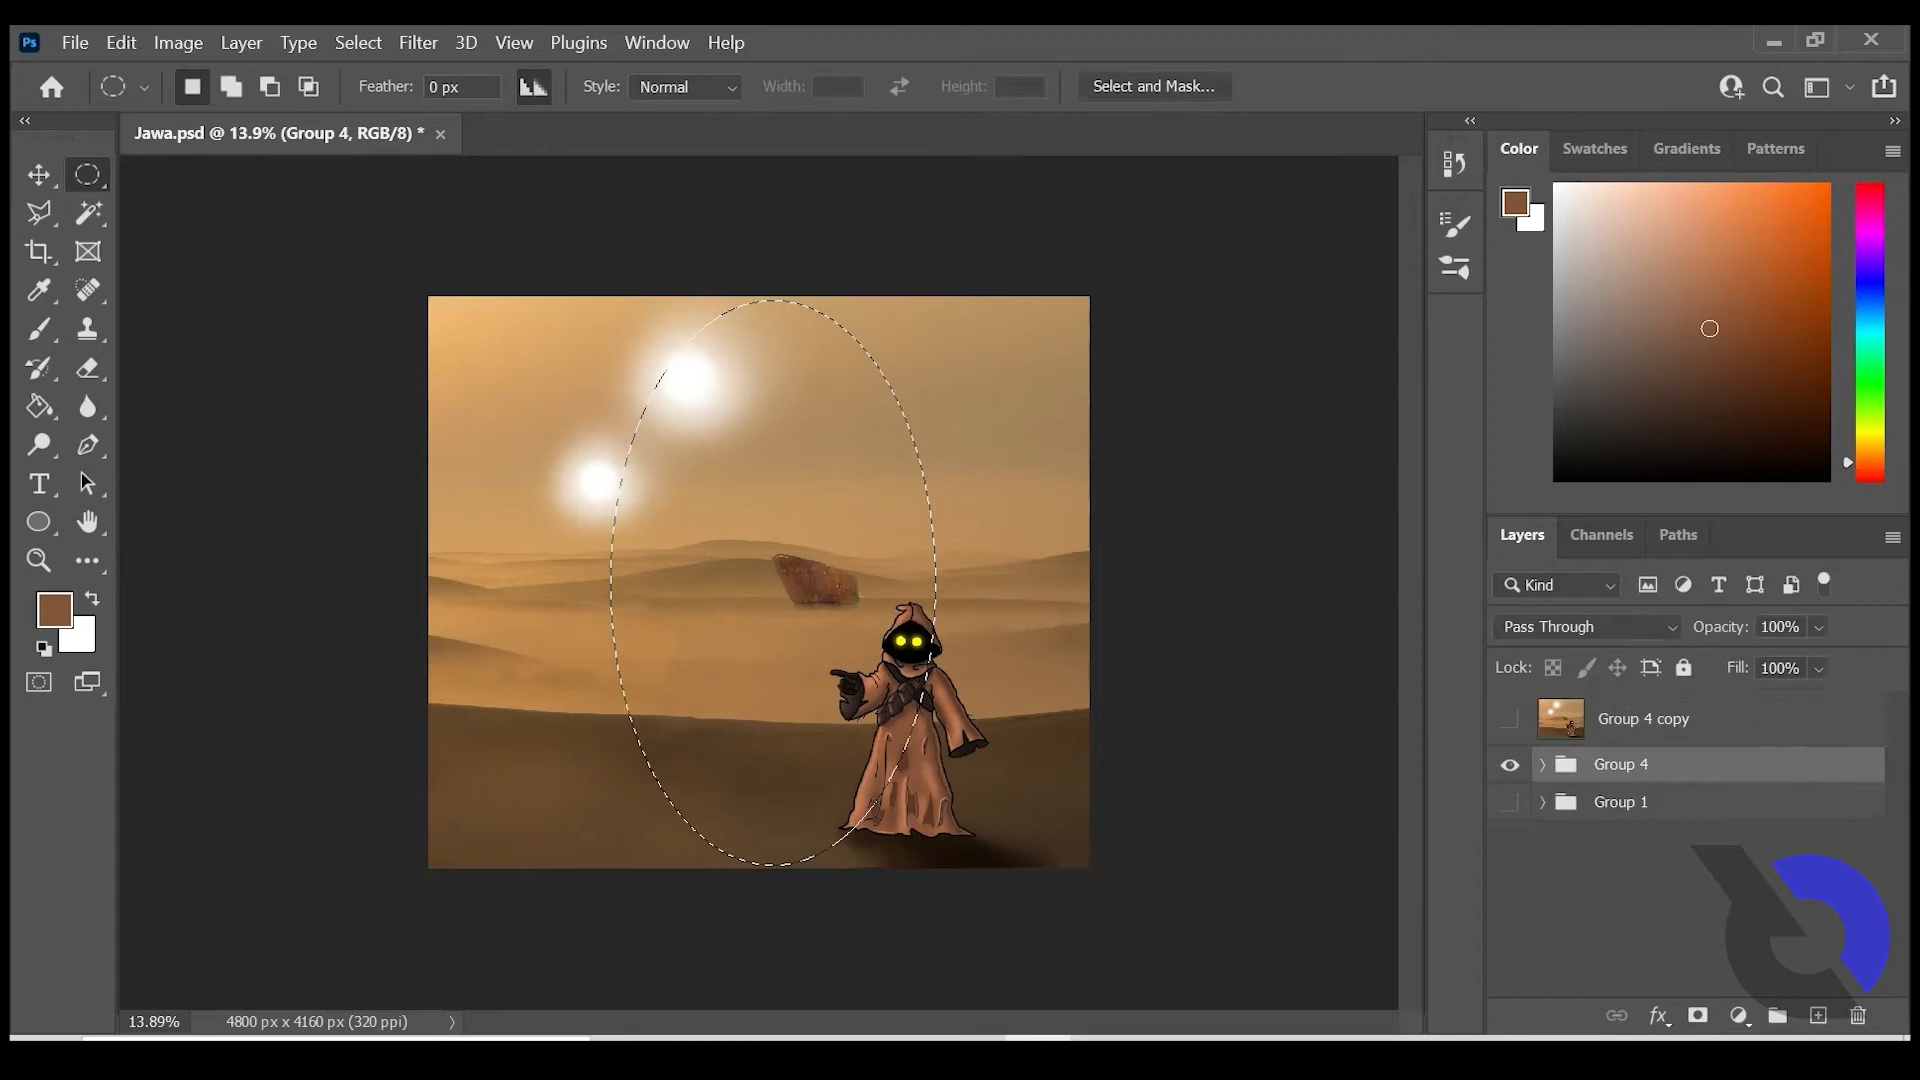 Ps File Edit Image Layer Type Select Filter 3D View Plugins Window Help
Feather: 0 px Style: Normal Width: Height: Select and Mask...
Jawa.psd @ 13.9% (Group 4, RGB/8) *
Color Swatches Gradients Patterns
Layers Channels Paths
Kind
Pass Through Opacity: 100%
Lock: Fill: 100%
Group 4 copy
Group 4
Group 1
fx
13.89% 4800 px x 4160 px (320 ppi)